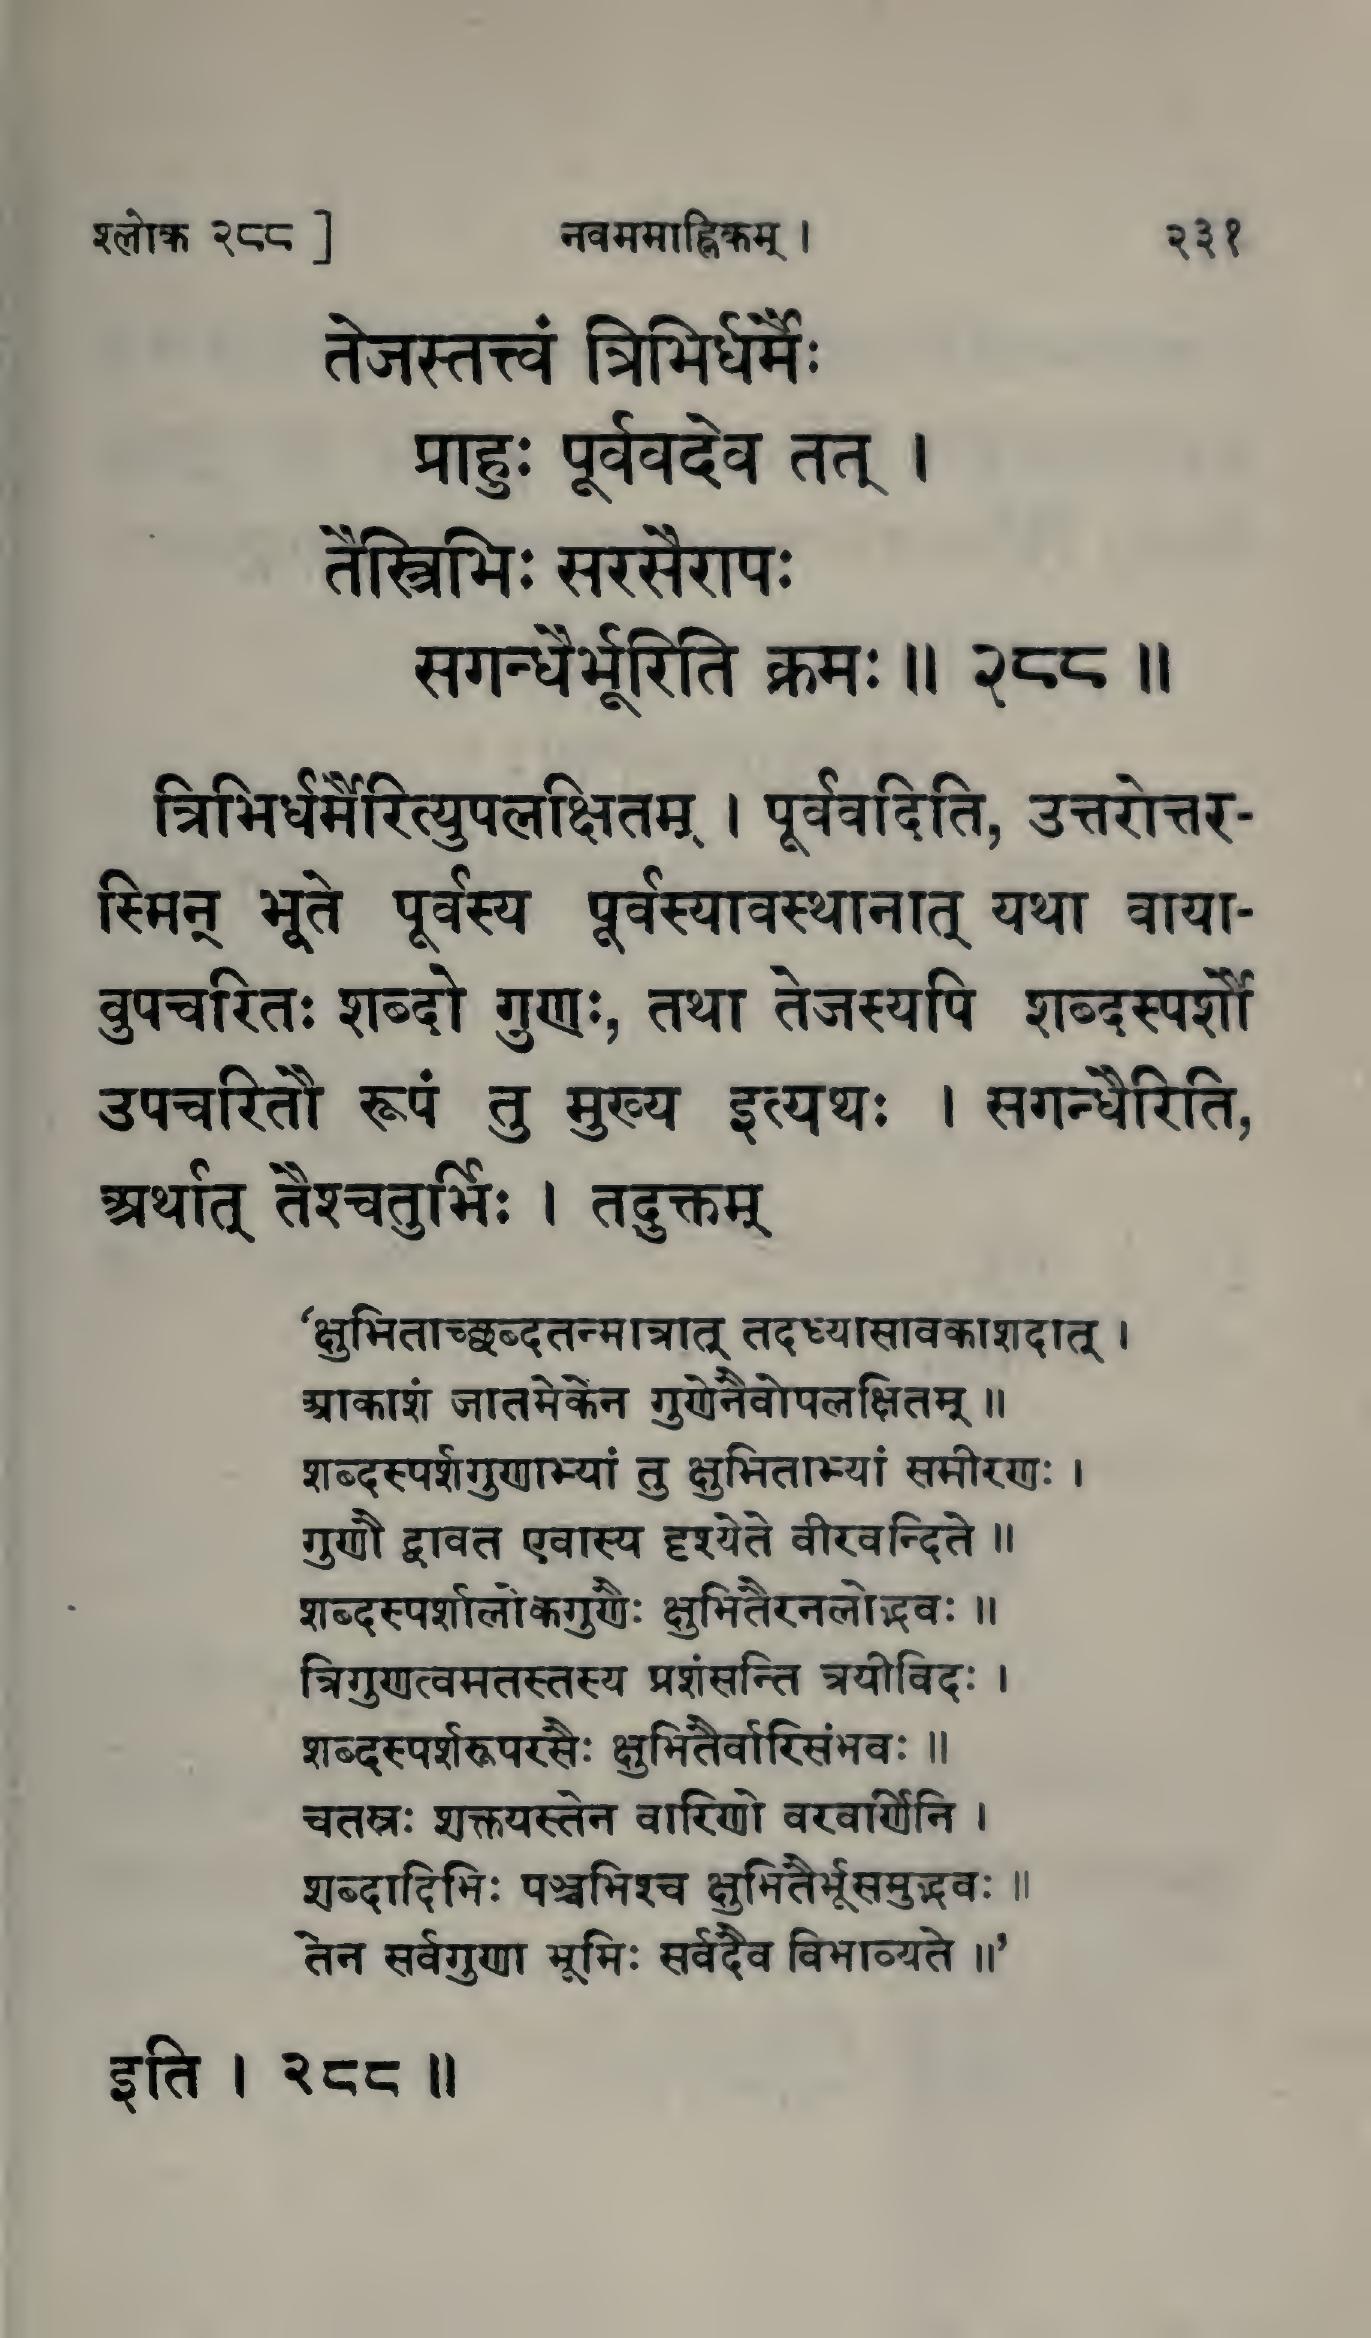 श्लोक २८८ ] नवममाह्निकम् । २३१
तेजस्तत्त्वं त्रिभिर्धर्मैः
प्राहुः पूर्ववदेव तत् ।
तैस्त्रिभिः सरसैरापः
सगन्धैर्भूरिति क्रमः ॥ २८८ ॥
त्रिभिर्धर्मैरित्युपलक्षितम् । पूर्ववदिति, उत्तरोत्तर-
स्मिन् भूते पूर्वस्य पूर्वस्यावस्थानात् यथा वाया-
वुपचरितः शब्दो गुणः, तथा तेजस्यपि शब्दस्पर्शौ
उपचरितौ रूपं तु मुख्य इत्यथः । सगन्धैरिति,
अर्थात् तैश्चतुर्भिः । तदुक्तम्
‘क्षुभिताच्छब्दतन्मात्रात् तदध्यासावकाशदात् ।
आकाशं जातमेकेन गुणेनैवोपलक्षितम् ॥
शब्दस्पर्शगुणाभ्यां तु क्षुभिताभ्यां समीरणः ।
गुणौ द्वावत एवास्य दृश्येते वीरवन्दिते ॥
शब्दस्पर्शालोकगुणैः क्षुभितैरनलोद्भवः ॥
त्रिगुणत्वमतस्तस्य प्रशंसन्ति त्रयीविदः ।
शब्दस्पर्शरूपरसैः क्षुभितैर्वारिसंभवः ॥
चतस्रः शक्तयस्तेन वारिणो वरवर्णिनि ।
शब्दादिभिः पञ्चभिश्च क्षुभितैर्भूसमुद्भवः ॥
तेन सर्वगुणा भूमिः सर्वदैव विभाव्यते ॥’
इति । २८८ ॥